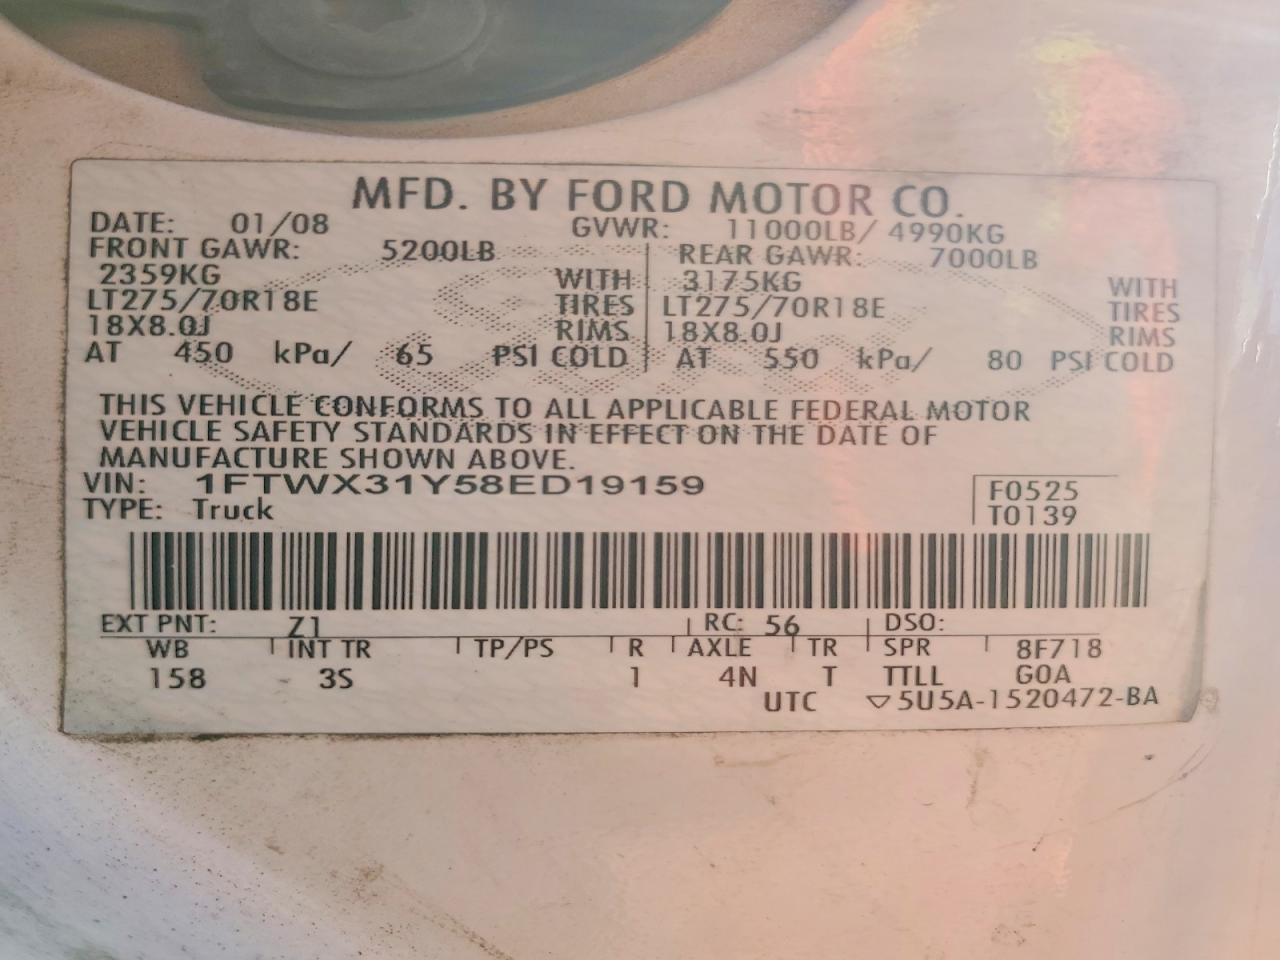 MFD. BY FORD MOTOR CO.
DATE: 01/08 GVWR: 11000LB/ 4990KG
FRONT GAWR: 5200LB REAR GAWR: 7000LB
2359KG WITH 3175KG WITH
LT275/70R18E TIRES LT275/70R18E TIRES
18X8.0J RIMS 18X8.0J RIMS
AT 450 kPa/ 65 PSI COLD AT 550 kPa/ 80 PSI COLD
THIS VEHICLE CONFORMS TO ALL APPLICABLE FEDERAL MOTOR
VEHICLE SAFETY STANDARDS IN EFFECT ON THE DATE OF
MANUFACTURE SHOWN ABOVE.
VIN: 1FTWX31Y58ED19159 F0525
TYPE: Truck T0139
EXT PNT: Z1 RC: 56 DSO:
WB INT TR TP/PS R AXLE TR SPR 8F718
158 3S 1 4N T TTLL GOA
UTC ▽5U5A-1520472-BA